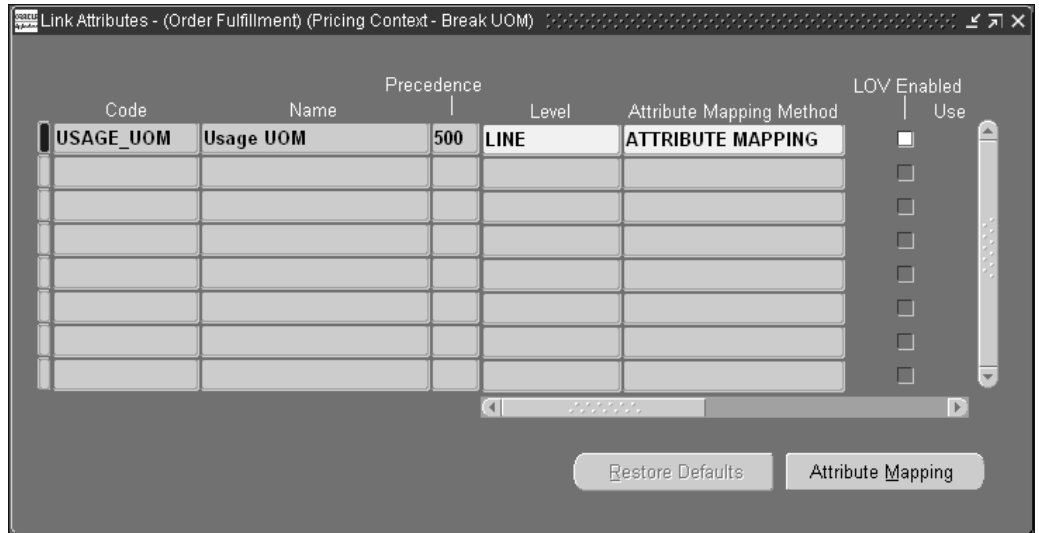 Link Attributes - (Order Fulfillment) (Pricing Context - Break UOM)
Code Name Precedence Level Attribute Mapping Method LOV Enabled Use
USAGE_UOM Usage UOM 500 LINE ATTRIBUTE MAPPING
Restore Defaults Attribute Mapping